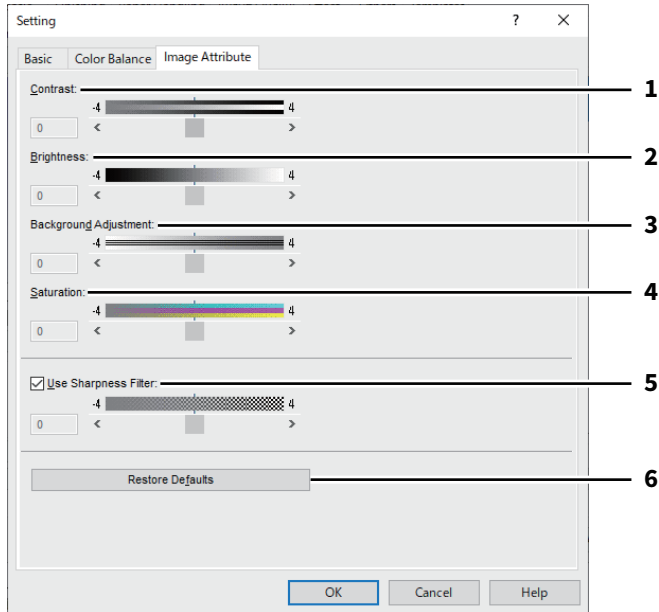 Setting ? ×
Basic Color Balance Image Attribute
Contrast: 1
-4 4
0 < >
Brightness: 2
-4 4
0 < >
Background Adjustment: 3
-4 4
0 < >
Saturation: 4
-4 4
0 < >
Use Sharpness Filter: 5
-4 4
0 < >
Restore Defaults 6
OK Cancel Help